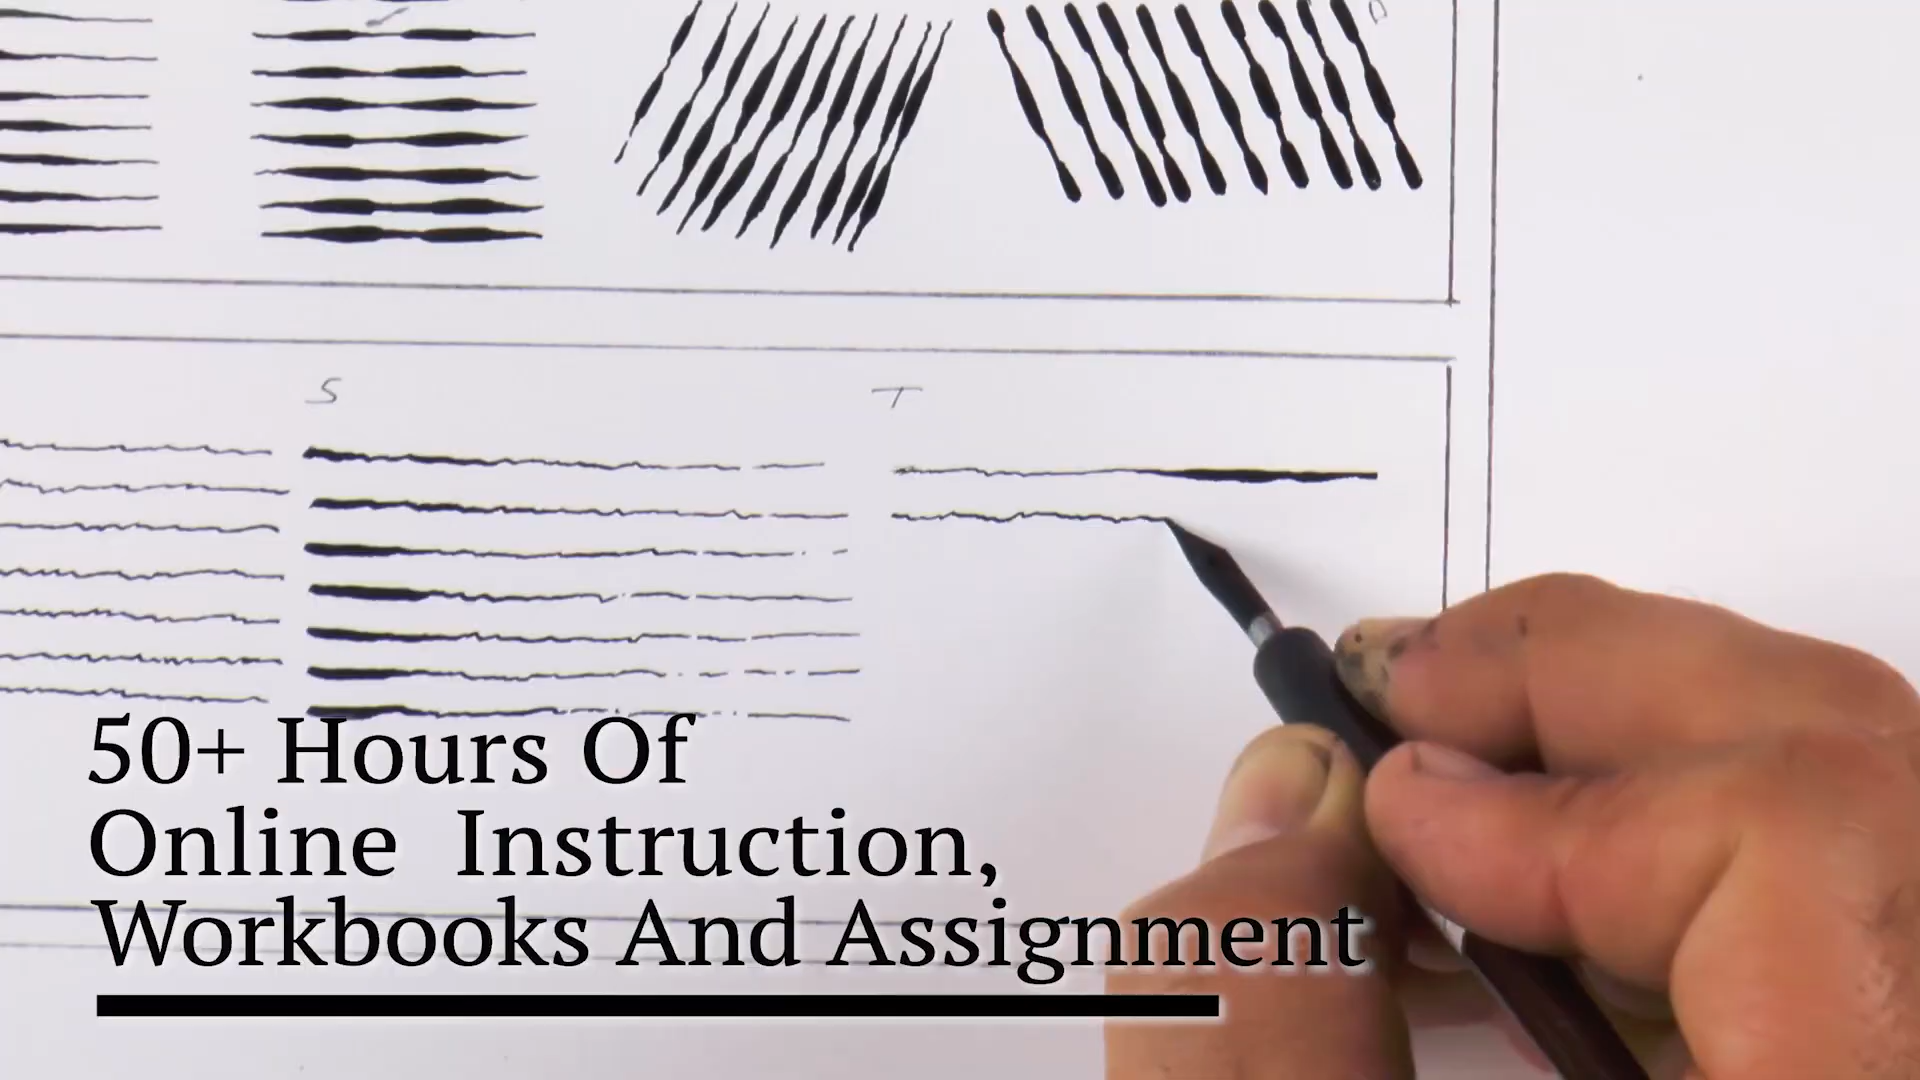 S
T
50+ Hours Of
Online Instruction,
Workbooks And Assignment